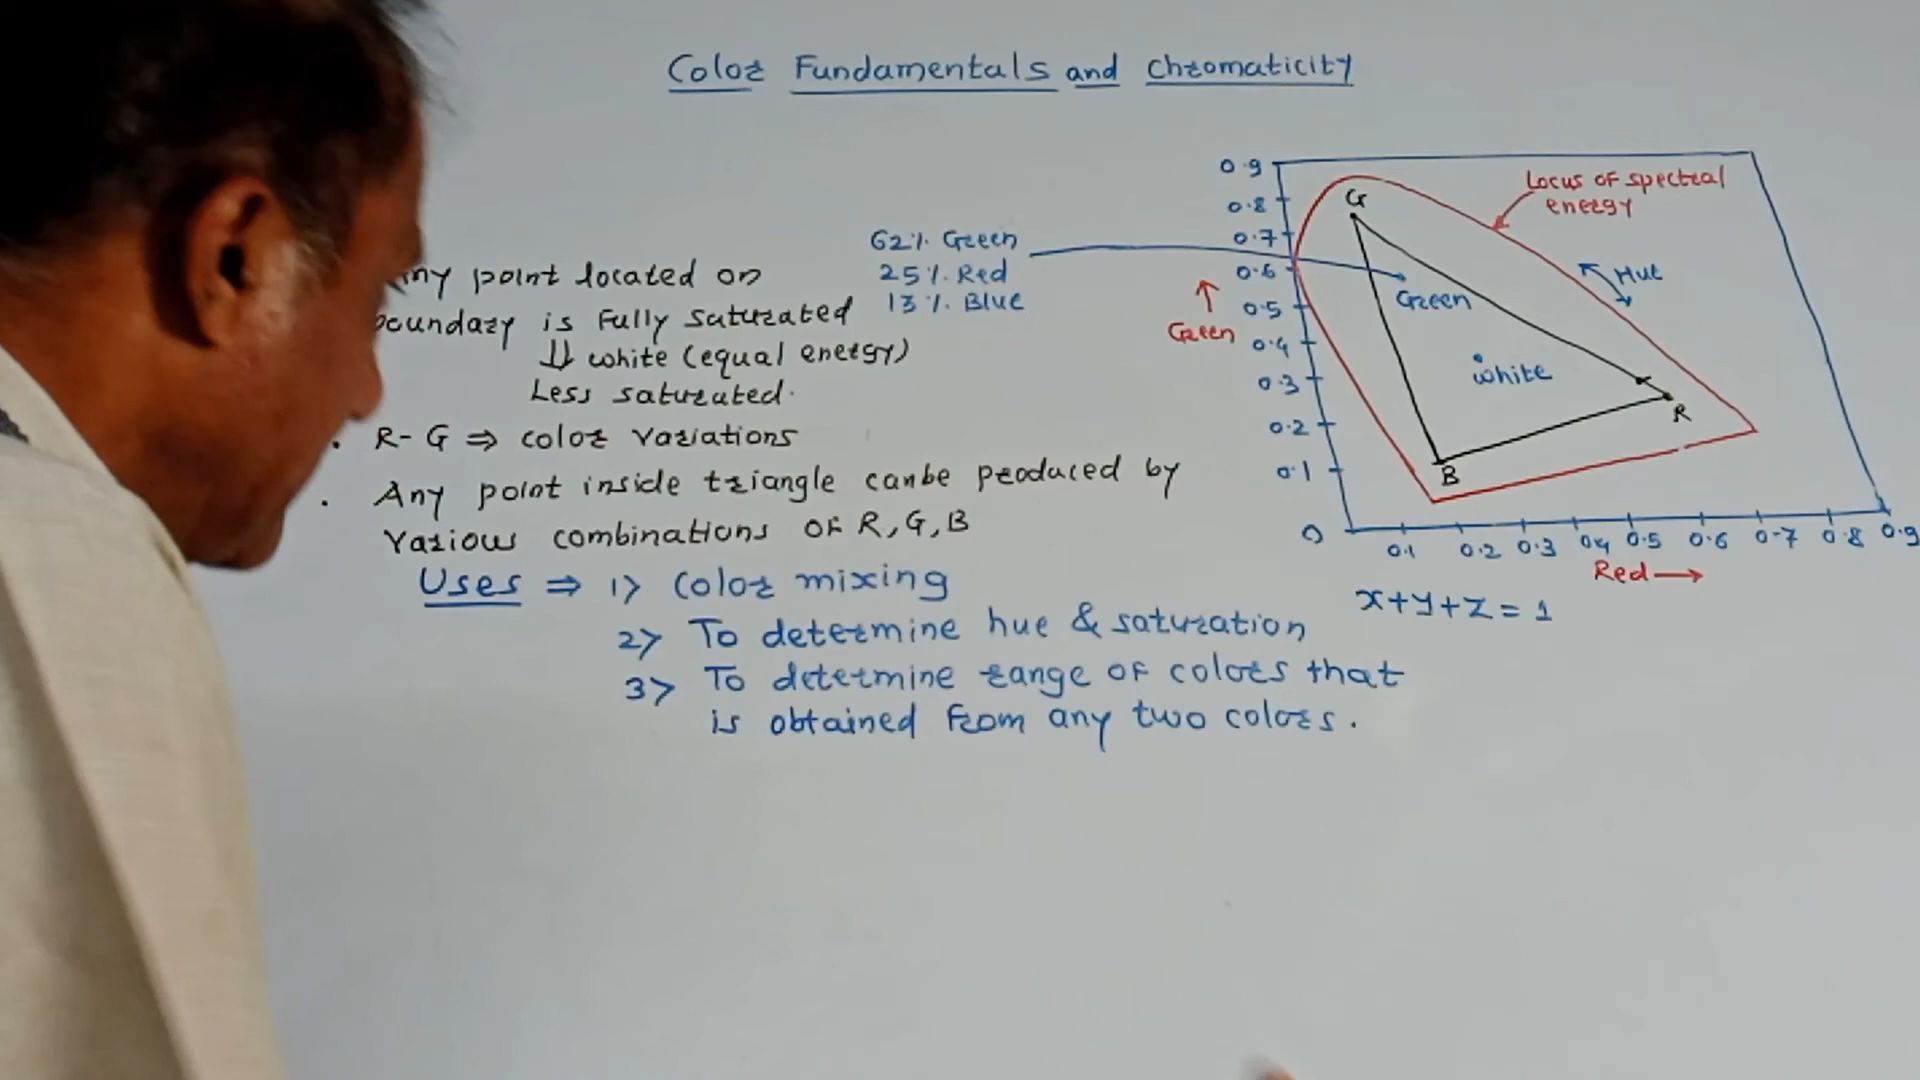 Color Fundamentals and Chromaticity
any point located on
boundary is Fully saturated
⇓ white (equal energy)
Less saturated.
62% Green
25% Red
13% Blue
• R-G ⇒ color variations
• Any point inside triangle can be produced by
various combinations of R, G, B
Uses ⇒ 1) Color mixing
2) To determine hue & saturation
3) To determine range of colors that
is obtained from any two colors.
0.9
0.8
0.7
0.6
0.5
0.4
0.3
0.2
0.1
0
↑
Green
G
Locus of spectral
energy
Hue
Green
white
R
B
0.1 0.2 0.3 0.4 0.5 0.6 0.7 0.8 0.9
Red →
x+y+z = 1